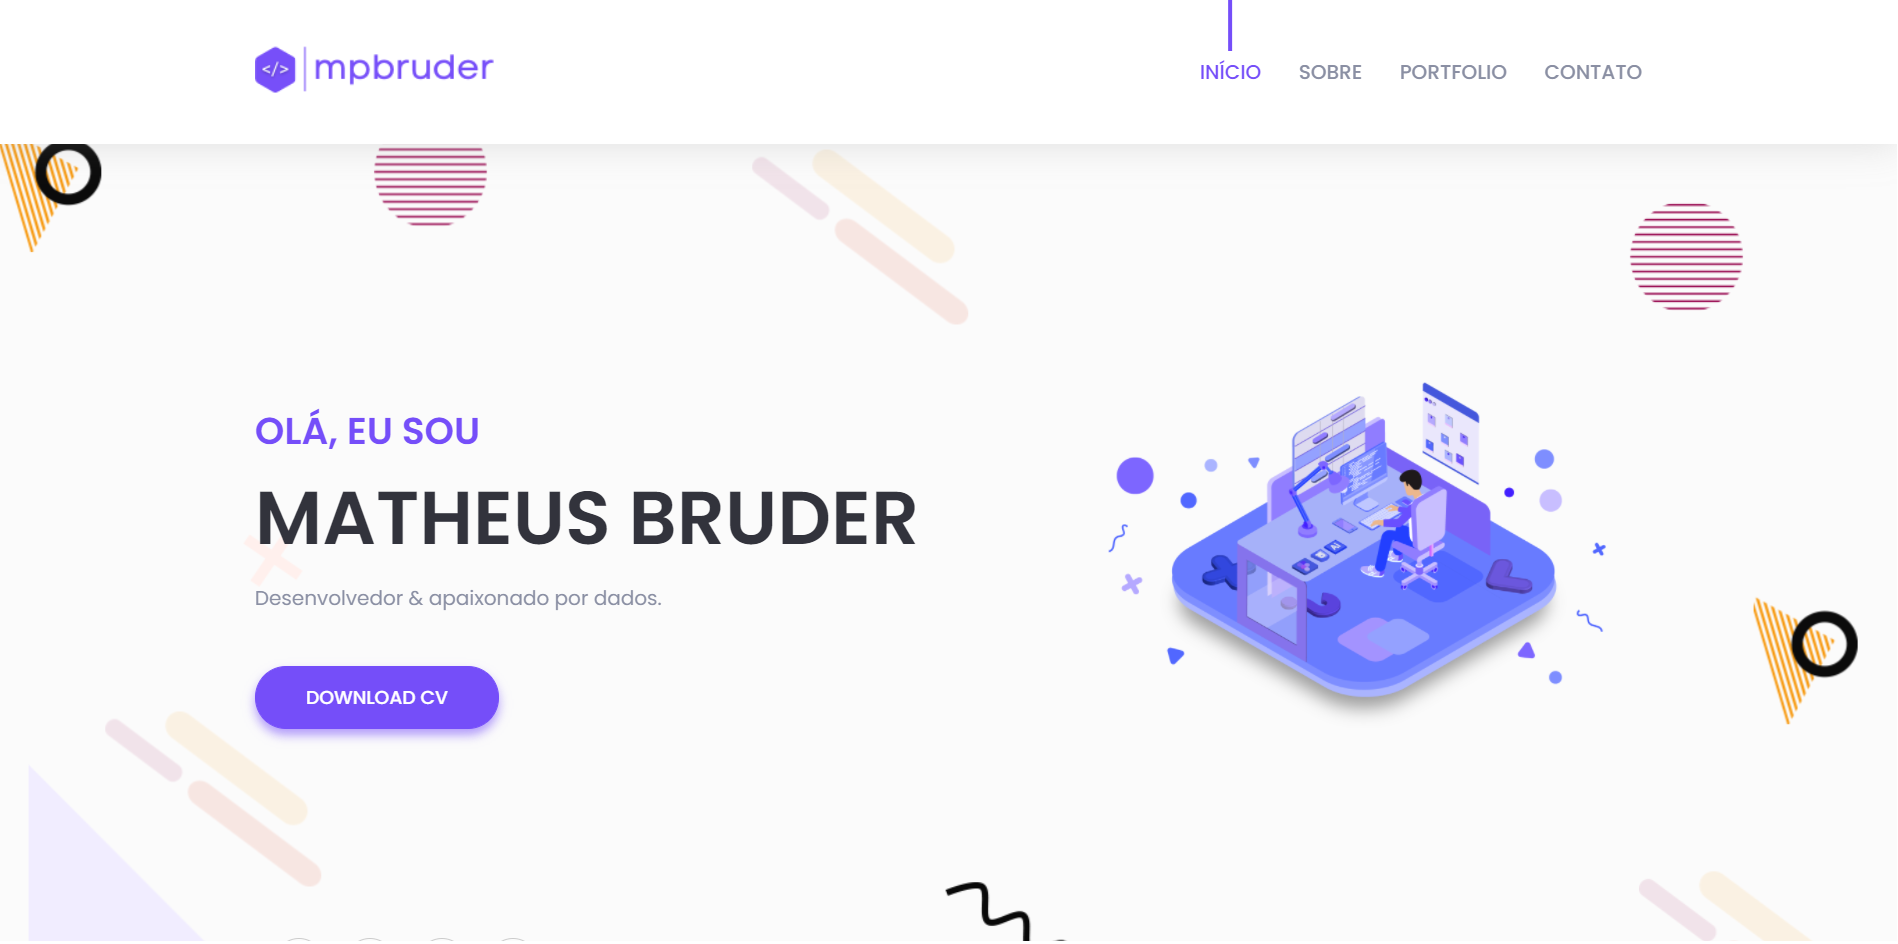 </> mpbruder
INÍCIO SOBRE PORTFOLIO CONTATO
OLÁ, EU SOU
MATHEUS BRUDER
Desenvolvedor & apaixonado por dados.
DOWNLOAD CV